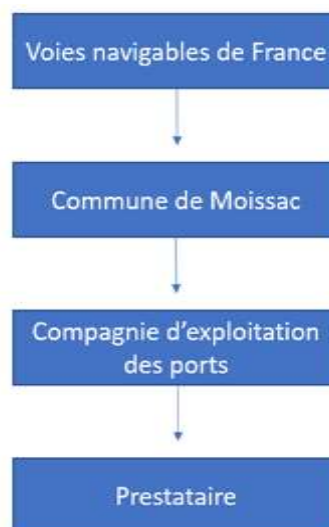 Voies navigables de France
Commune de Moissac
Compagnie d’exploitation
des ports
Prestataire